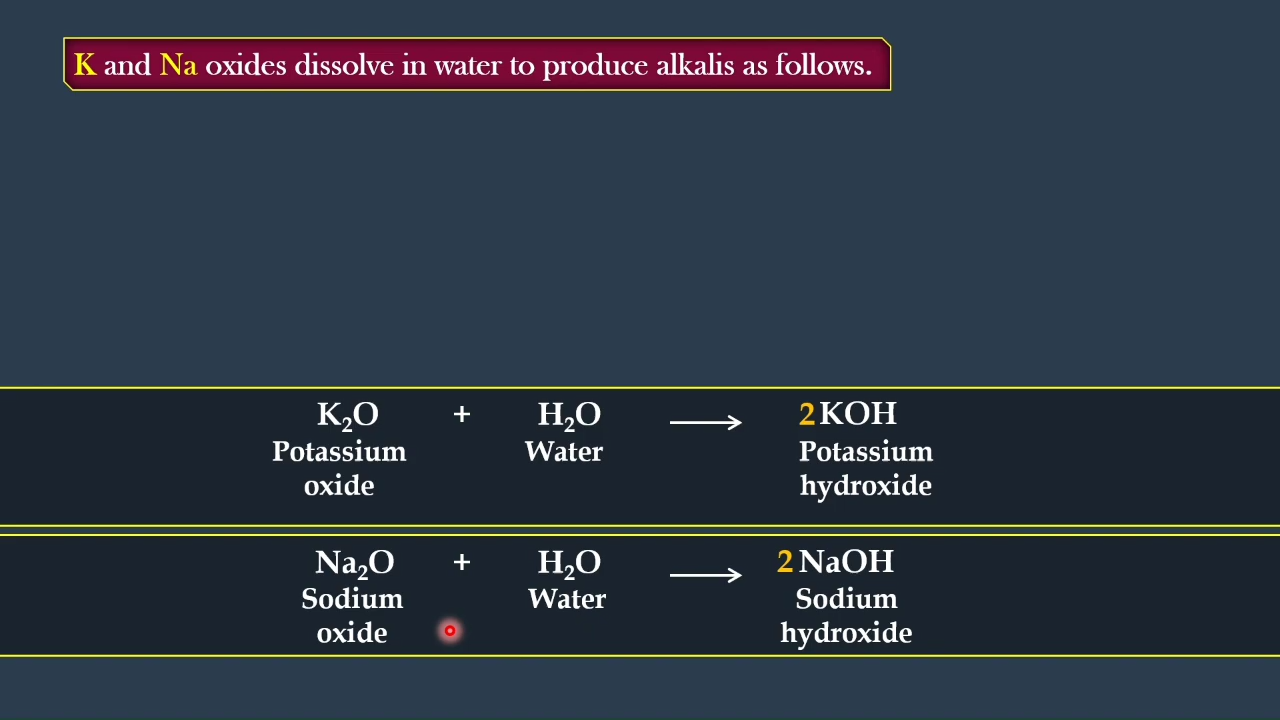 K and Na oxides dissolve in water to produce alkalis as follows.
K₂O + H₂O ⟶ 2 KOH
Potassium Water Potassium
oxide hydroxide
Na₂O + H₂O ⟶ 2 NaOH
Sodium Water Sodium
oxide hydroxide